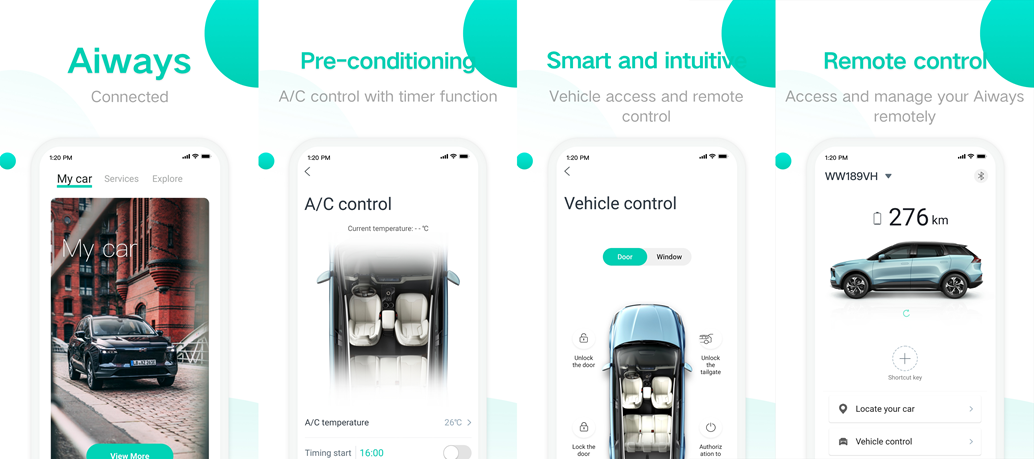 Aiways
Connected
1:20 PM
My car
Services
Explore
My car
View More
Pre-conditioning
A/C control with timer function
1:20 PM
A/C control
Current temperature: - - °C
A/C temperature
26°C
Timing start
16:00
Smart and intuitive
Vehicle access and remote
control
1:20 PM
Vehicle control
Door
Window
Unlock
the door
Unlock
the
tailgate
Lock the
door
Authoriz
ation to
Remote control
Access and manage your Aiways
remotely
1:20 PM
WW189VH
276 km
Shortcut key
Locate your car
Vehicle control